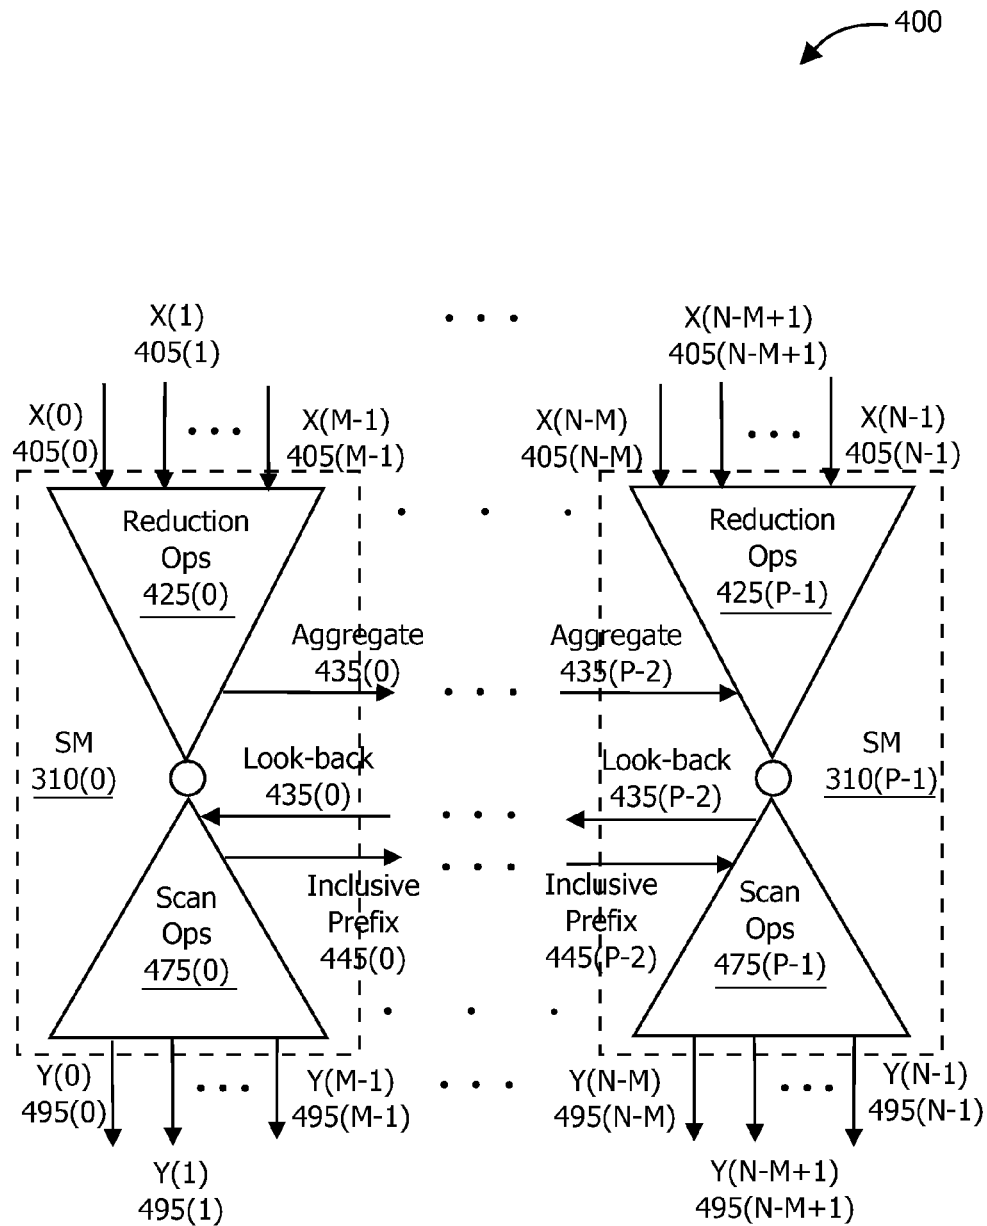 400
X(1)
405(1)
X(N-M+1)
405(N-M+1)
X(0)
405(0)
X(M-1)
405(M-1)
X(N-M)
405(N-M)
X(N-1)
405(N-1)
Reduction
Ops
425(0)
Reduction
Ops
425(P-1)
Aggregate
435(0)
Aggregate
435(P-2)
SM
310(0)
Look-back
435(0)
Look-back
435(P-2)
SM
310(P-1)
Scan
Ops
475(0)
Inclusive
Prefix
445(0)
Inclusive
Prefix
445(P-2)
Scan
Ops
475(P-1)
Y(0)
495(0)
Y(M-1)
495(M-1)
Y(N-M)
495(N-M)
Y(N-1)
495(N-1)
Y(1)
495(1)
Y(N-M+1)
495(N-M+1)